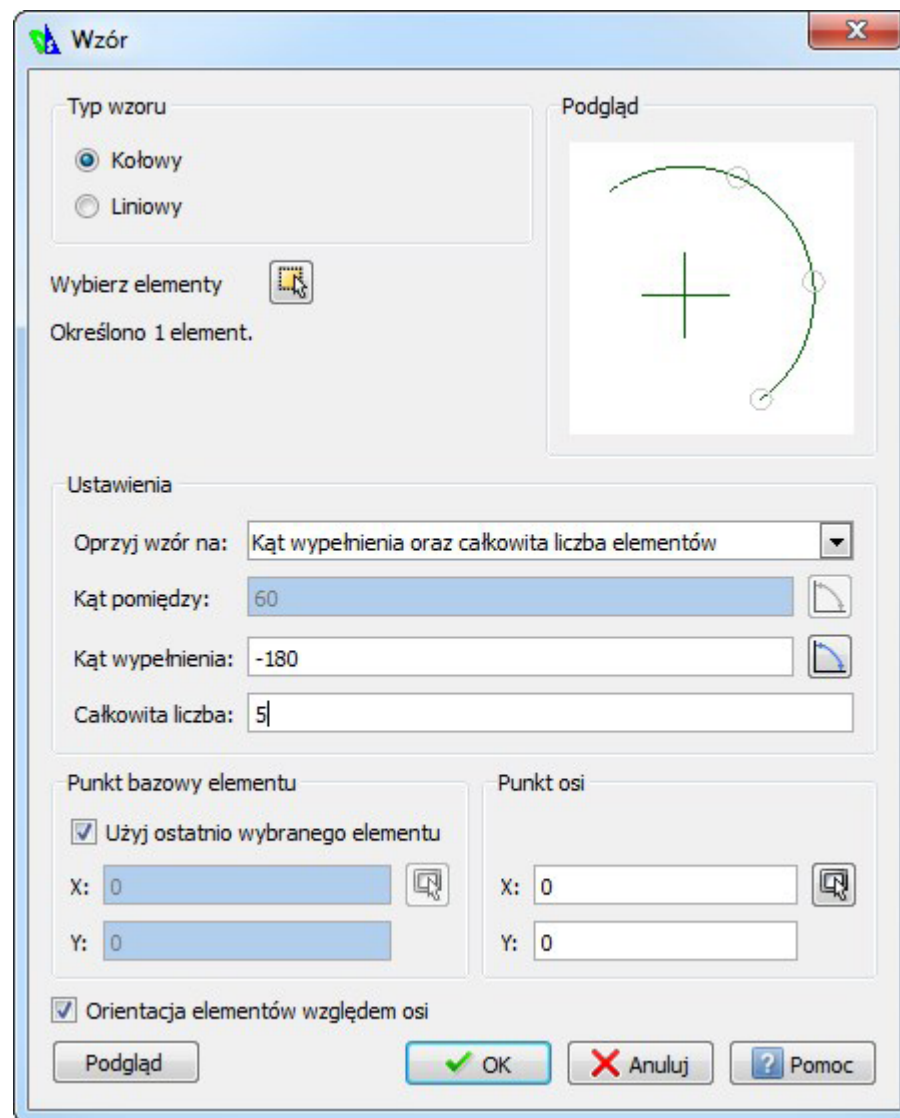 Wzór
Typ wzoru
Kołowy
Liniowy
Podgląd
Wybierz elementy
Określono 1 element.
Ustawienia
Oprzyj wzór na: Kąt wypełnienia oraz całkowita liczba elementów
Kąt pomiędzy: 60
Kąt wypełnienia: -180
Całkowita liczba: 5
Punkt bazowy elementu
Użyj ostatnio wybranego elementu
X: 0
Y: 0
Punkt osi
X: 0
Y: 0
Orientacja elementów względem osi
Podgląd OK Anuluj ? Pomoc